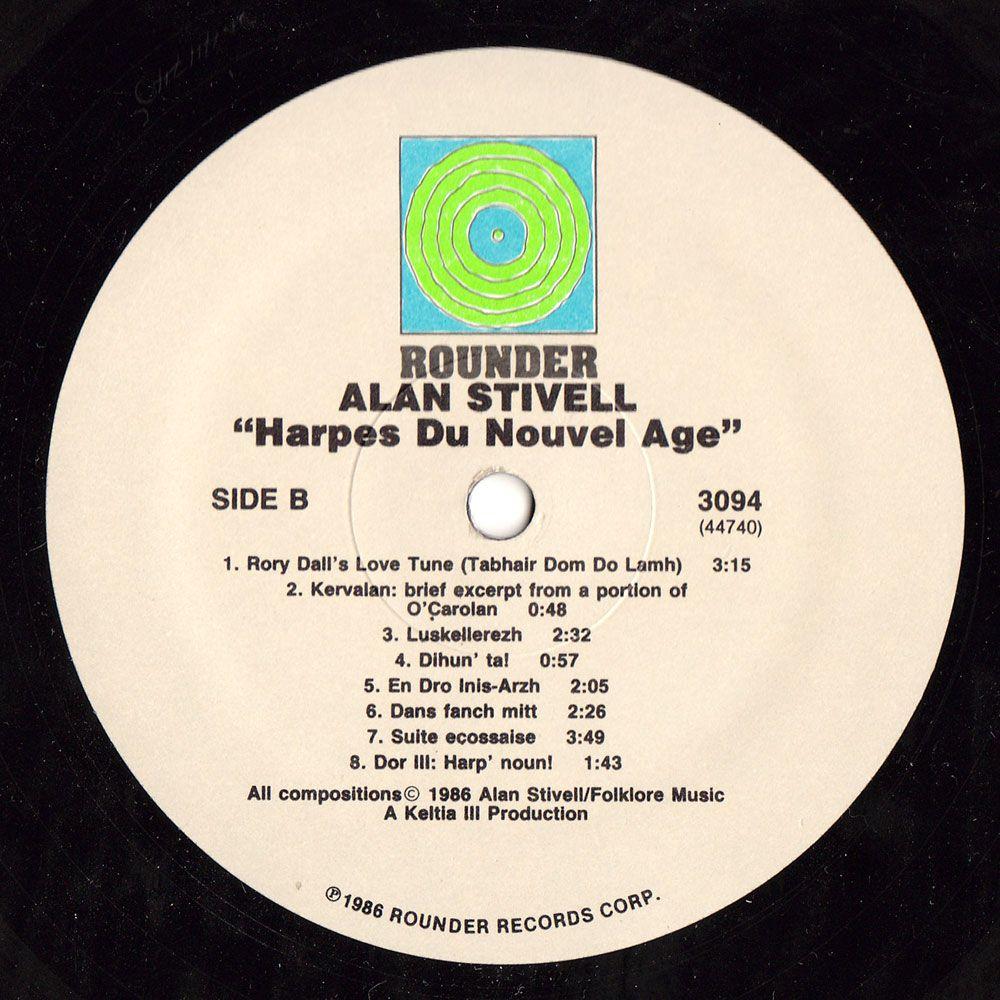 ROUNDER
ALAN STIVELL
“Harpes Du Nouvel Age”
SIDE B
3094
(44740)
1. Rory Dall's Love Tune (Tabhair Dom Do Lamh) 3:15
2. Kervalan: brief excerpt from a portion of
O'Çarolan 0:48
3. Luskellerezh 2:32
4. Dihun' ta! 0:57
5. En Dro Inis-Arzh 2:05
6. Dans fanch mitt 2:26
7. Suite ecossaise 3:49
8. Dor III: Harp' noun! 1:43
All compositions© 1986 Alan Stivell/Folklore Music
A Keltia III Production
℗1986 ROUNDER RECORDS CORP.